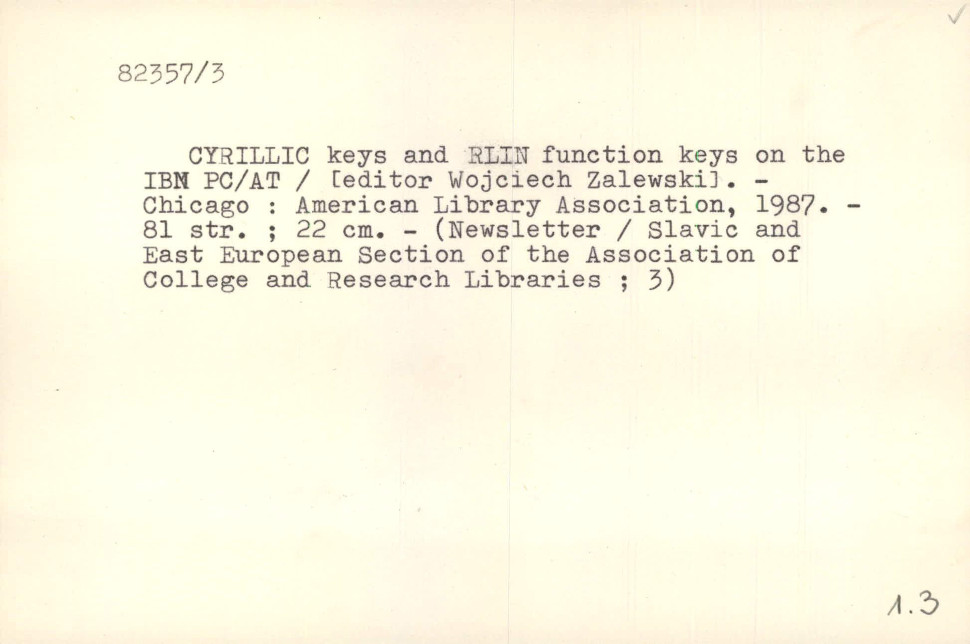 82357/3
CYRILLIC keys and RLIN function keys on the
IBM PC/AT / [editor Wojciech Zalewski]. -
Chicago : American Library Association, 1987. -
81 str. ; 22 cm. - (Newsletter / Slavic and
East European Section of the Association of
College and Research Libraries ; 3)
1.3